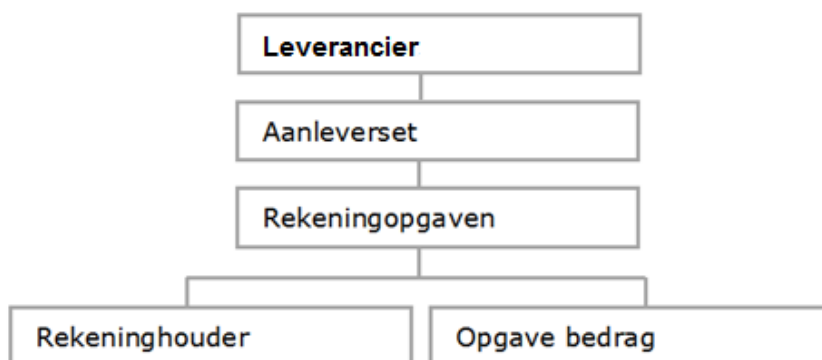 Leverancier
Aanleverset
Rekeningopgaven
Rekeninghouder
Opgave bedrag